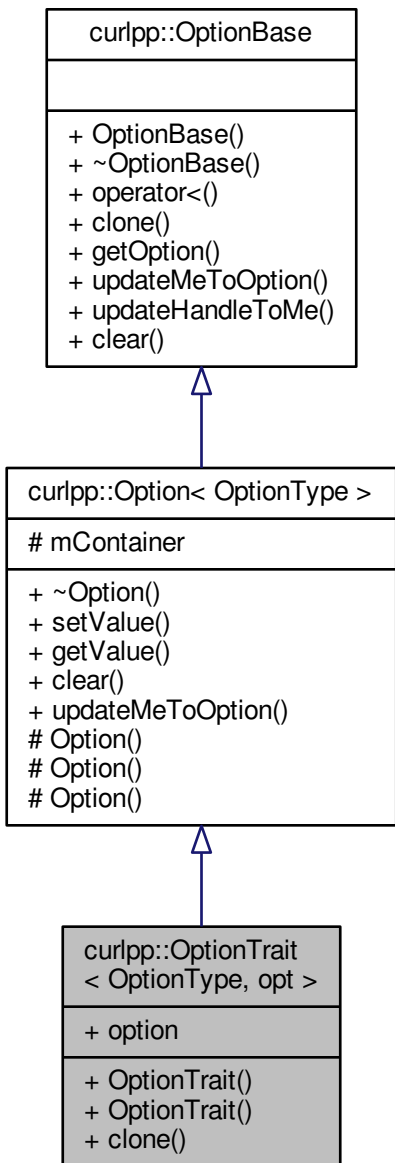 curlpp::OptionBase
+ OptionBase()
+ ~OptionBase()
+ operator<()
+ clone()
+ getOption()
+ updateMeToOption()
+ updateHandleToMe()
+ clear()
curlpp::Option< OptionType >
# mContainer
+ ~Option()
+ setValue()
+ getValue()
+ clear()
+ updateMeToOption()
# Option()
# Option()
# Option()
curlpp::OptionTrait
< OptionType, opt >
+ option
+ OptionTrait()
+ OptionTrait()
+ clone()